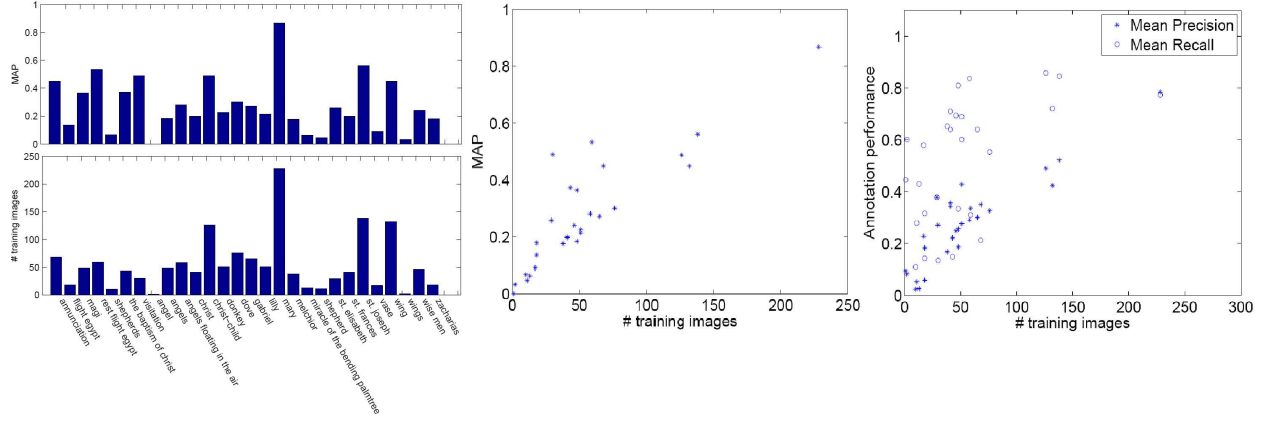 1
0.8
0.6
0.4
0.2
0
MAP
250
200
150
100
50
0
# training images
annunciation
flight egypt
magi
rest flight egypt
shepherds
the baptism of christ
visitation
angel
angels
angels floating in the air
christ
christ−child
donkey
dove
gabriel
lilly
mary
melchior
miracle of the bending palmtree
shepherd
st. elisabeth
st. frances
st. joseph
vase
wing
wings
wise men
zacharias
1
0.8
0.6
0.4
0.2
0
MAP
0 50 100 150 200 250
# training images
1
0.8
0.6
0.4
0.2
0
Annotation performance
Mean Precision
Mean Recall
0 50 100 150 200 250 300
# training images